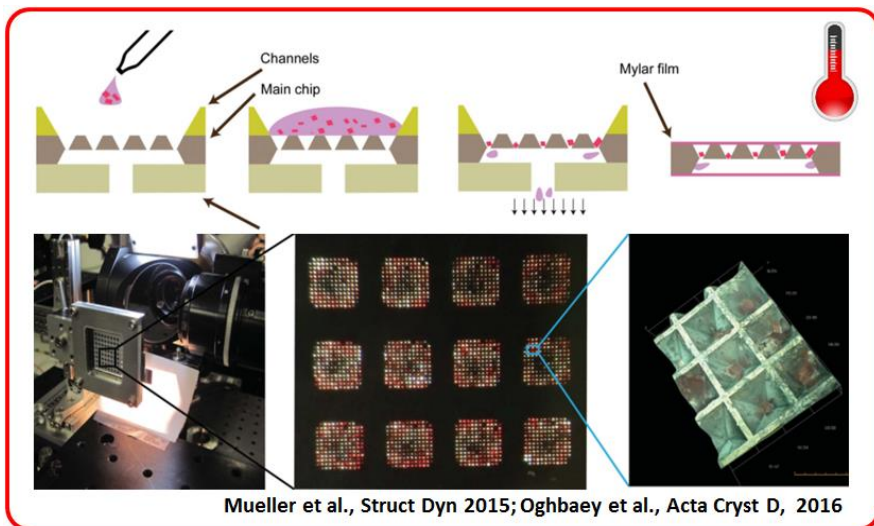 Channels
Main chip
Mylar film
Mueller et al., Struct Dyn 2015; Oghbaey et al., Acta Cryst D, 2016